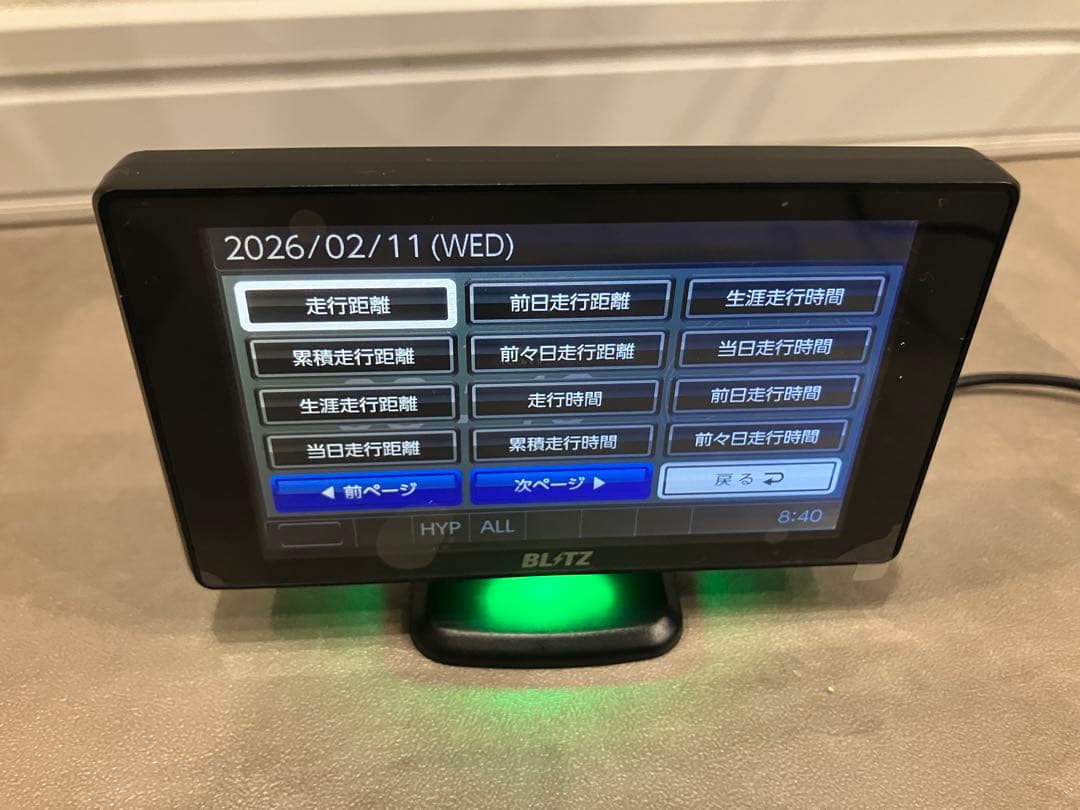 2026/02/11 (WED)
走行距離 前日走行距離 生涯走行時間
累積走行距離 前々日走行距離 当日走行時間
生涯走行距離 走行時間 前日走行時間
当日走行距離 累積走行時間 前々日走行時間
◀ 前ページ 次ページ ▶ 戻る ⮌
HYP ALL 8:40
BLITZ